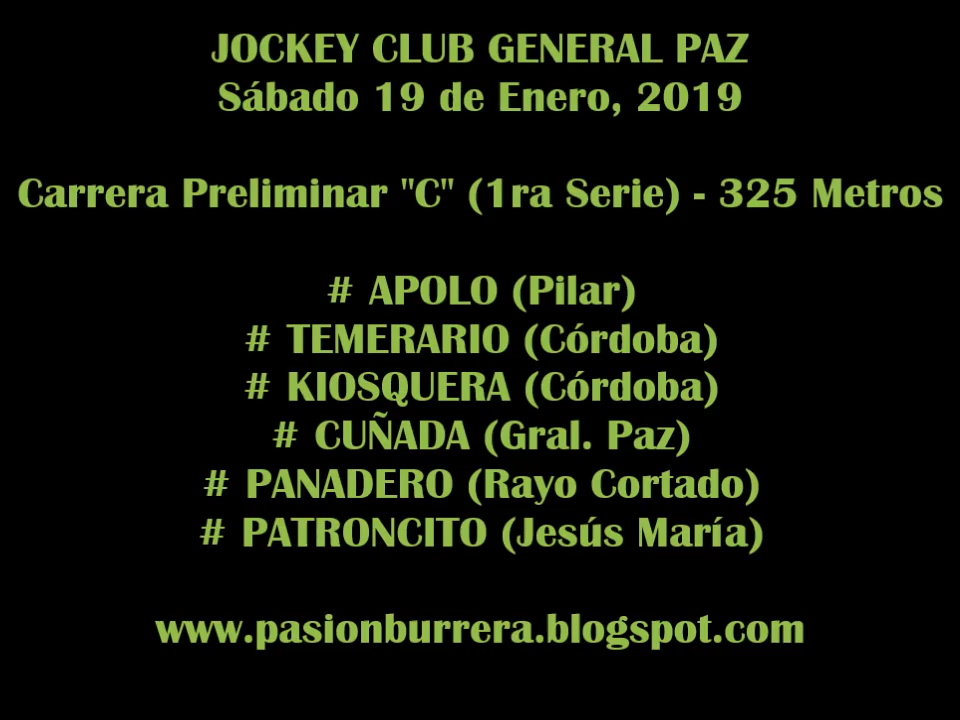 JOCKEY CLUB GENERAL PAZ
Sábado 19 de Enero, 2019
Carrera Preliminar "C" (1ra Serie) - 325 Metros
# APOLO (Pilar)
# TEMERARIO (Córdoba)
# KIOSQUERA (Córdoba)
# CUÑADA (Gral. Paz)
# PANADERO (Rayo Cortado)
# PATRONCITO (Jesús María)
www.pasionburrera.blogspot.com